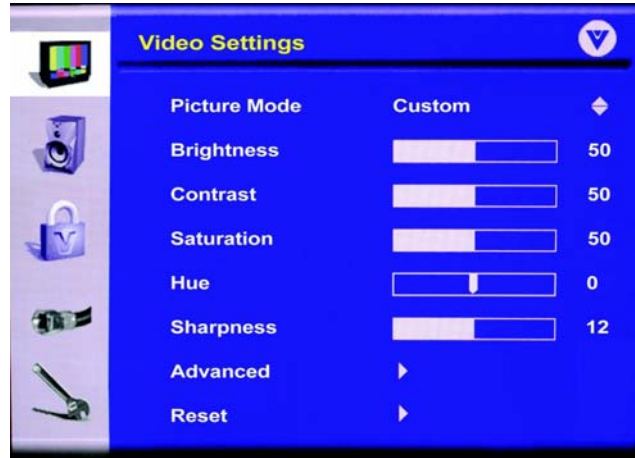 Video Settings
V
Picture Mode Custom
Brightness 50
Contrast 50
Saturation 50
Hue 0
Sharpness 12
Advanced
Reset